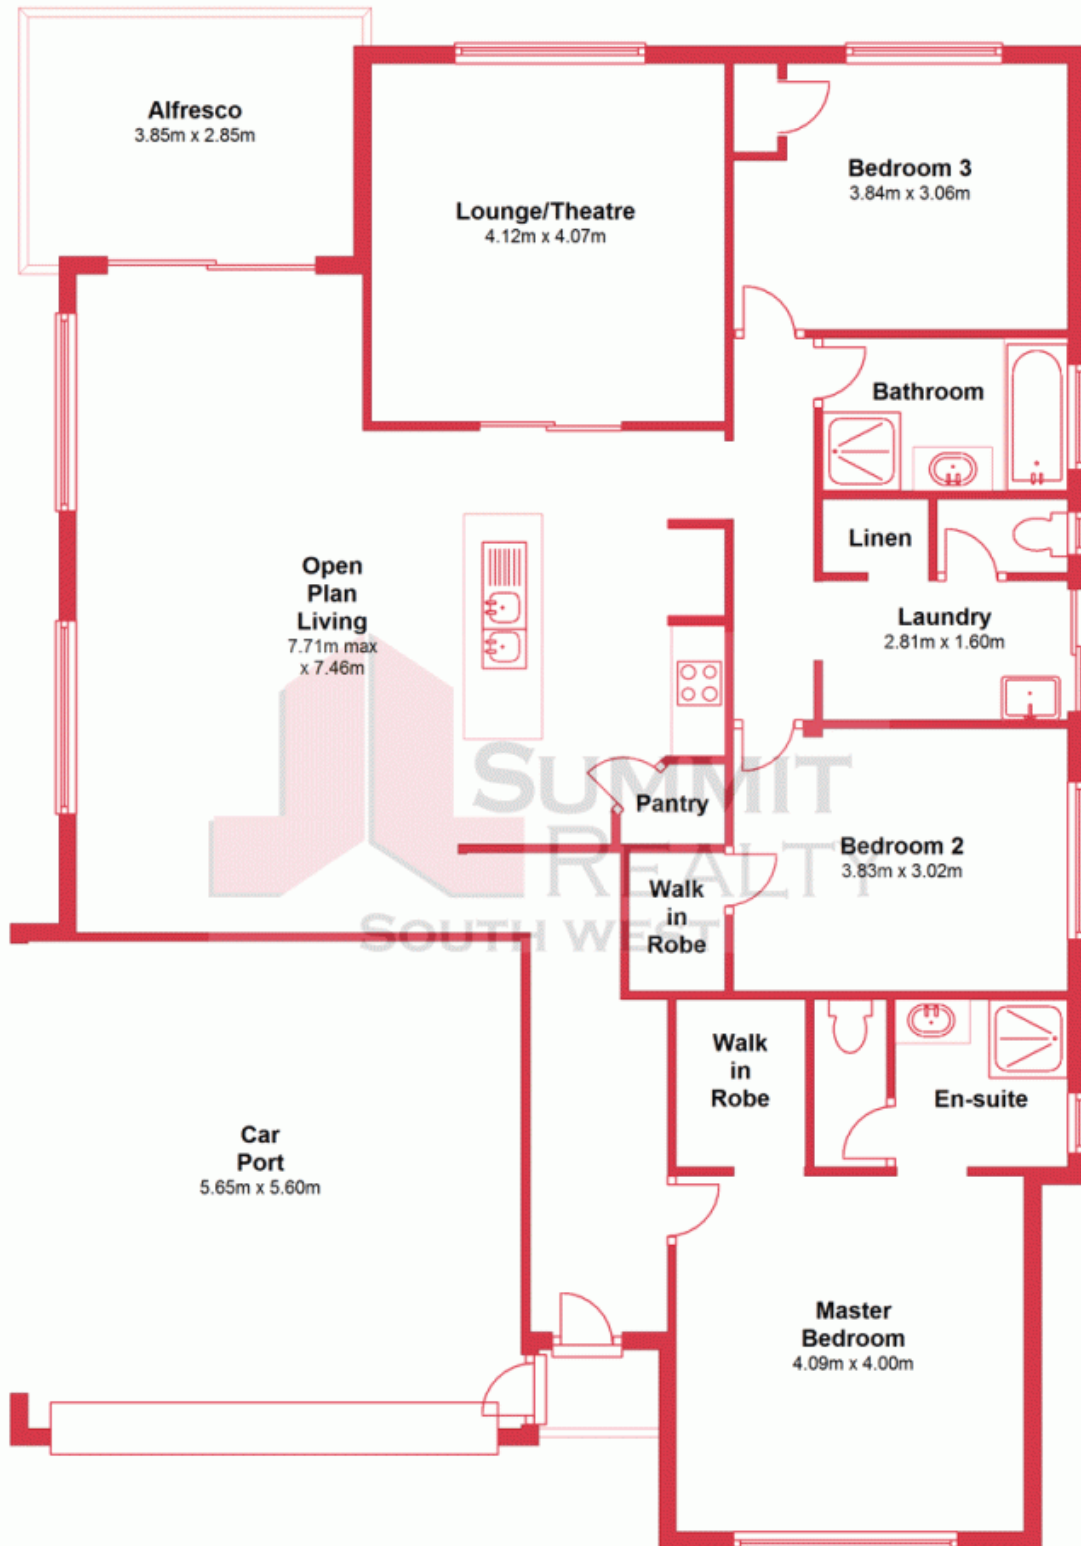 Alfresco
3.85m x 2.85m
Lounge/Theatre
4.12m x 4.07m
Bedroom 3
3.84m x 3.06m
Bathroom
Linen
Open
Plan
Living
7.71m max
x 7.46m
Laundry
2.81m x 1.60m
Pantry
Bedroom 2
3.83m x 3.02m
Walk
in
Robe
SUMMIT
REALTY
SOUTH WEST
Walk
in
Robe
En-suite
Car
Port
5.65m x 5.60m
Master
Bedroom
4.09m x 4.00m